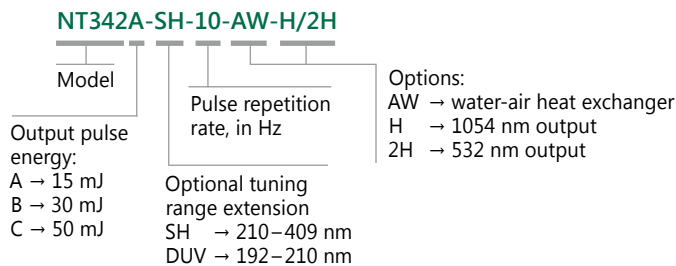 NT342A-SH-10-AW-H/2H
Model
Output pulse
energy:
A → 15 mJ
B → 30 mJ
C → 50 mJ
Optional tuning
range extension
SH → 210–409 nm
DUV → 192–210 nm
Pulse repetition
rate, in Hz
Options:
AW → water-air heat exchanger
H → 1054 nm output
2H → 532 nm output